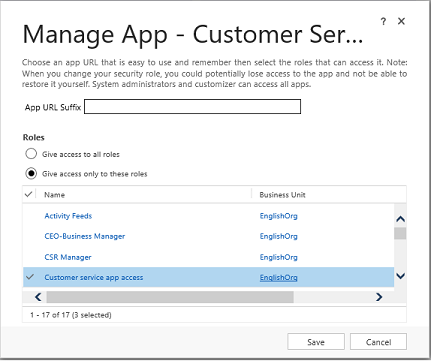 Manage App - Customer Ser...
Choose an app URL that is easy to use and remember then select the roles that can access it. Note:
When you change your security role, you could potentially lose access to the app and not be able to
restore it yourself. System administrators and customizer can access all apps.
App URL Suffix
Roles
Give access to all roles
Give access only to these roles
Name Business Unit
Activity Feeds EnglishOrg
CEO-Business Manager EnglishOrg
CSR Manager EnglishOrg
Customer service app access EnglishOrg
1 - 17 of 17 (3 selected)
Save Cancel